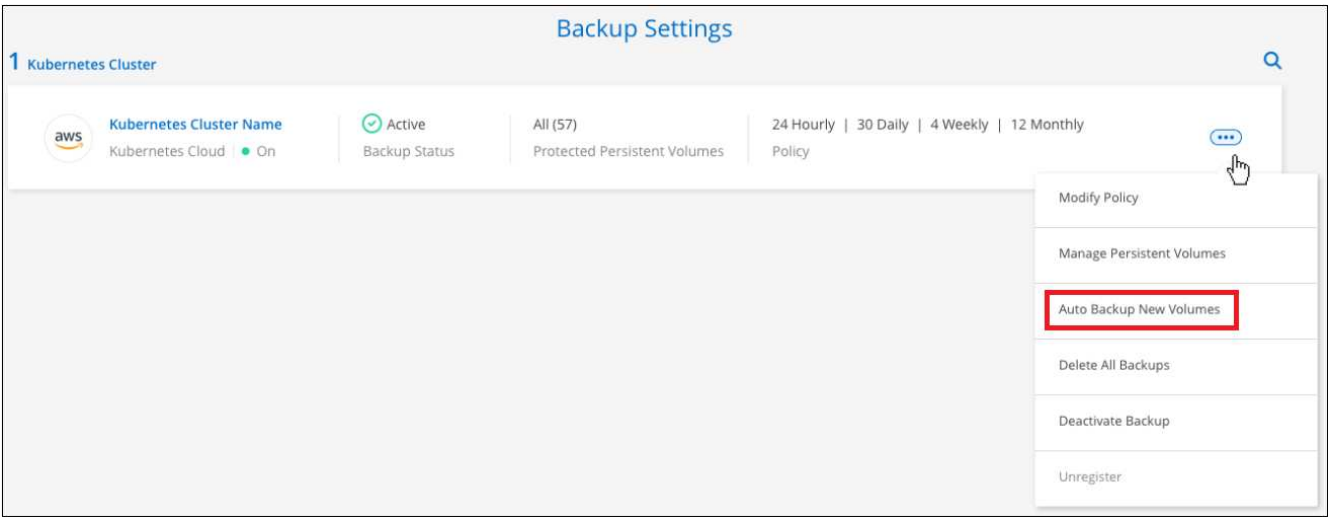 Backup Settings
1 Kubernetes Cluster
aws
Kubernetes Cluster Name
Kubernetes Cloud
On
Active
Backup Status
All (57)
Protected Persistent Volumes
24 Hourly | 30 Daily | 4 Weekly | 12 Monthly
Policy
Modify Policy
Manage Persistent Volumes
Auto Backup New Volumes
Delete All Backups
Deactivate Backup
Unregister